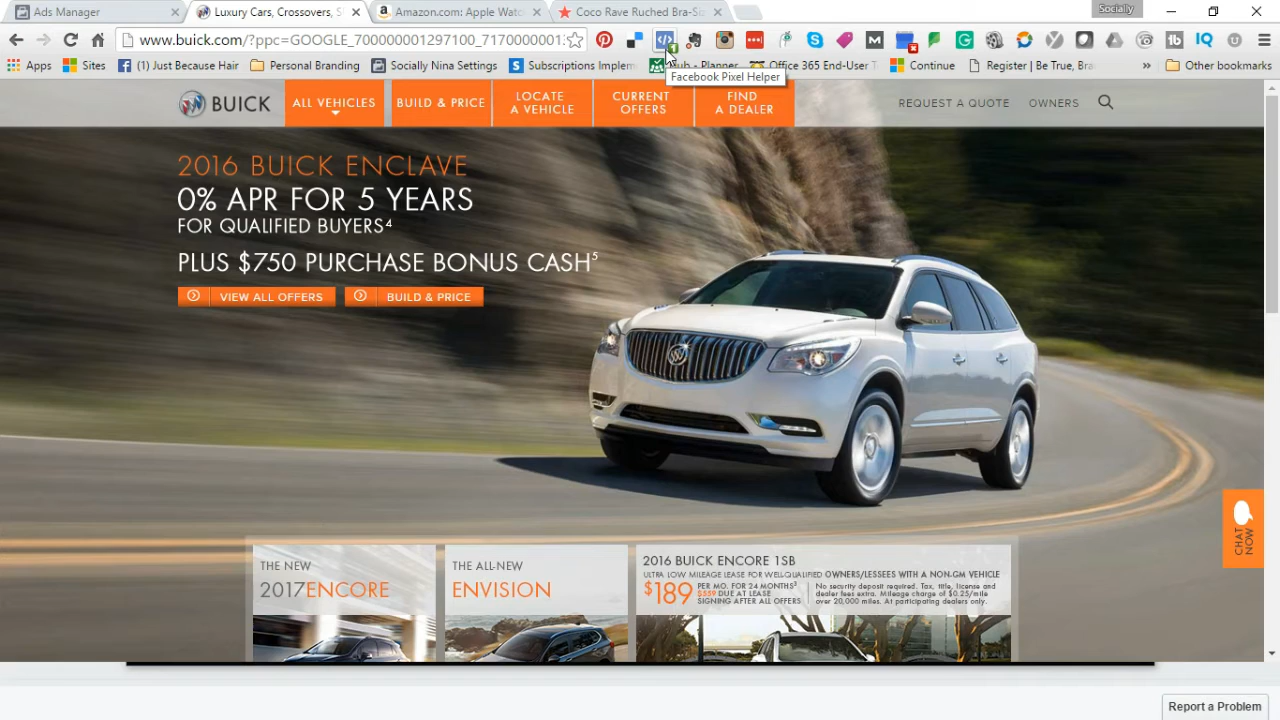 Socially
Ads Manager
Luxury Cars, Crossovers, S
Amazon.com: Apple Watc
Coco Rave Ruched Bra-Siz
www.buick.com/?ppc=GOOGLE_700000001297100_7170000001
Apps
Sites
(1) Just Because Hair
Personal Branding
Socially Nina Settings
Subscriptions Implem
Hub - Planner
Office 365 End-User T
Continue
Register | Be True, Bra
»
Other bookmarks
Facebook Pixel Helper
BUICK
ALL VEHICLES
BUILD & PRICE
LOCATE
A VEHICLE
CURRENT
OFFERS
FIND
A DEALER
REQUEST A QUOTE
OWNERS
2016 BUICK ENCLAVE
0% APR FOR 5 YEARS
FOR QUALIFIED BUYERS⁴
PLUS $750 PURCHASE BONUS CASH⁵
VIEW ALL OFFERS
BUILD & PRICE
CHAT
NOW
THE NEW
2017ENCORE
THE ALL-NEW
ENVISION
2016 BUICK ENCORE 1SB
ULTRA LOW MILEAGE LEASE FOR WELL-QUALIFIED OWNERS/LESSEES WITH A NON-GM VEHICLE
$189
PER MO. FOR 24 MONTHS³
$559 DUE AT LEASE
SIGNING AFTER ALL OFFERS
No security deposit required. Tax, title, license and
dealer fees extra. Mileage charge of $0.25/mile
over 20,000 miles. At participating dealers only.
Report a Problem